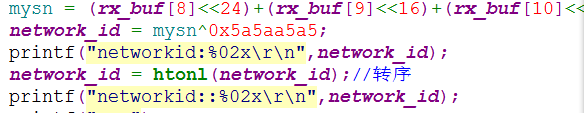 mysn = (rx_buf[8]<<24)+(rx_buf[9]<<16)+(rx_buf[10]<<
network_id = mysn^0x5a5aa5a5;
printf("networkid:%02x\r\n",network_id);
network_id = htonl(network_id);//转序
printf("networkid::%02x\r\n",network_id);